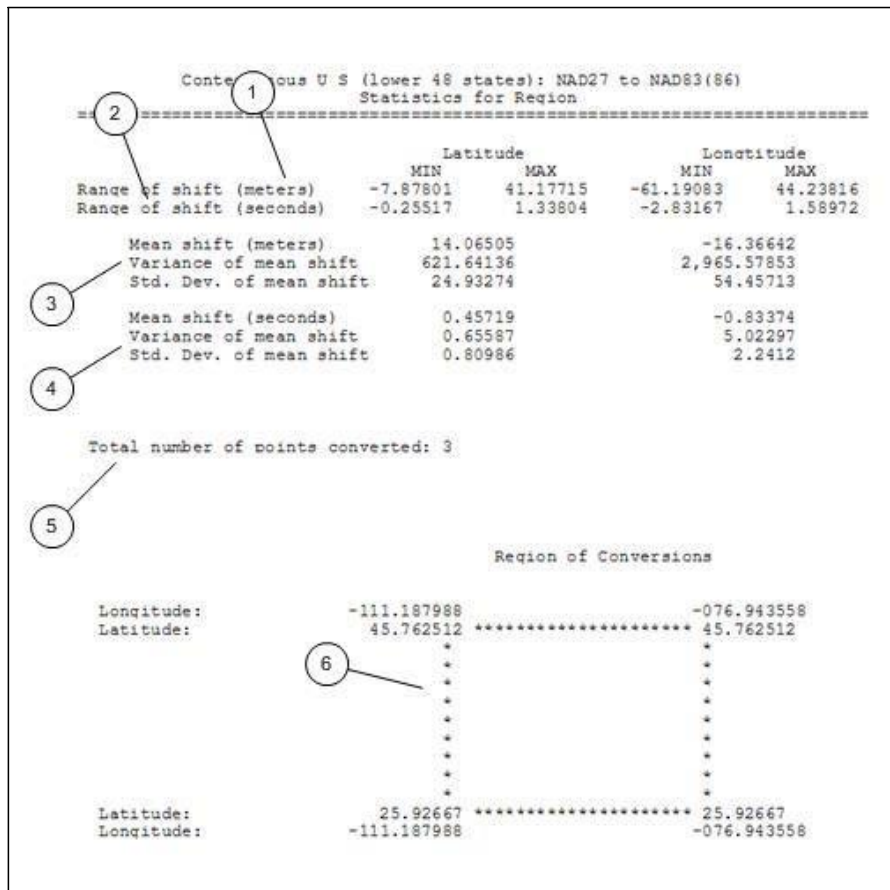 Conte ous U S (lower 48 states): NAD27 to NAD83(86)
1
Statistics for Region
2
==========================================================================
Latitude Longtitude
MIN MAX MIN MAX
Range of shift (meters) -7.87801 41.17715 -61.19083 44.23816
Range of shift (seconds) -0.25517 1.33804 -2.83167 1.58972
Mean shift (meters) 14.06505 -16.36642
Variance of mean shift 621.64136 2,965.57853
Std. Dev. of mean shift 24.93274 54.45713
3
Mean shift (seconds) 0.45719 -0.83374
Variance of mean shift 0.65587 5.02297
Std. Dev. of mean shift 0.80986 2.2412
4
Total number of points converted: 3
5
Region of Conversions
Longitude: -111.187988 -076.943558
Latitude: 45.762512 ********************* 45.762512
* *
* *
6
* *
* *
* *
* *
* *
* *
* *
Latitude: 25.92667 ********************* 25.92667
Longitude: -111.187988 -076.943558